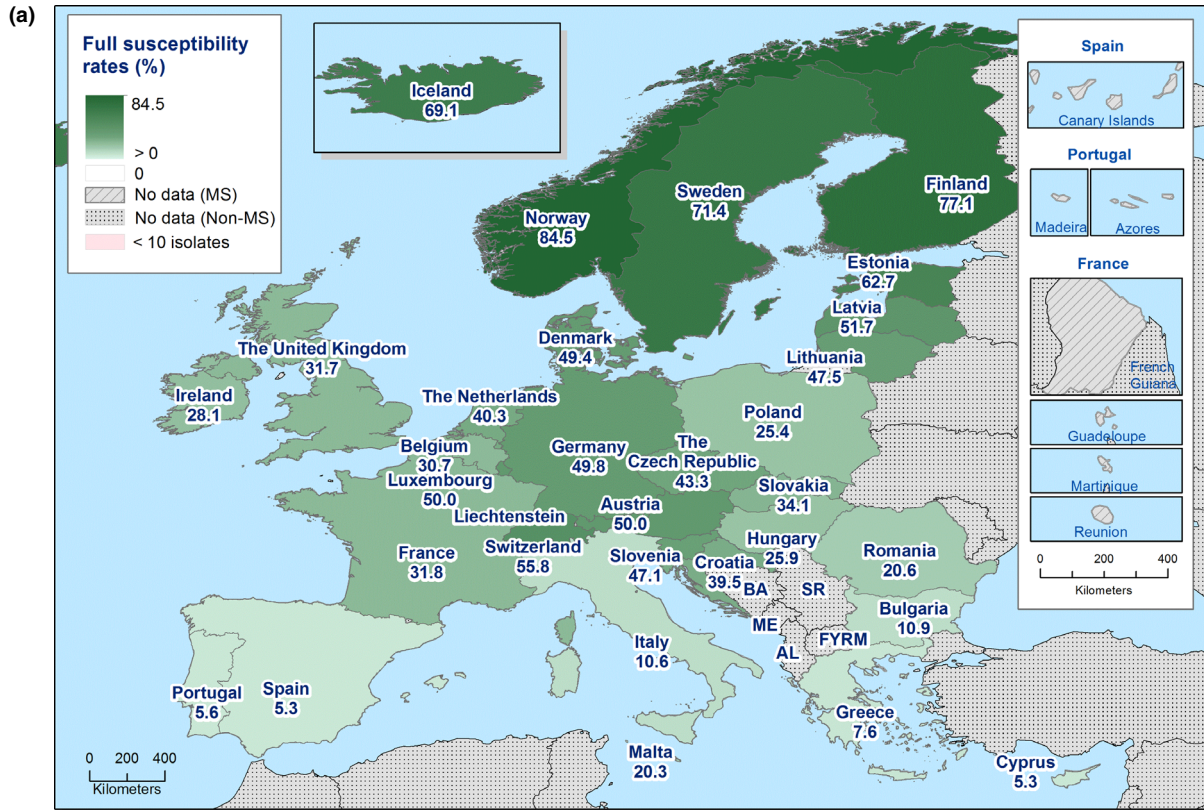 (a)
Full susceptibility
rates (%)
84.5
> 0
0
No data (MS)
No data (Non-MS)
< 10 isolates
Iceland
69.1
Norway
84.5
Sweden
71.4
Finland
77.1
Estonia
62.7
Latvia
51.7
Lithuania
47.5
Denmark
49.4
The United Kingdom
31.7
Ireland
28.1
The Netherlands
40.3
Belgium
30.7
Luxembourg
50.0
Germany
49.8
Poland
25.4
The
Czech Republic
43.3
Slovakia
34.1
Austria
50.0
Liechtenstein
Switzerland
55.8
France
31.8
Slovenia
47.1
Hungary
25.9
Croatia
39.5
Romania
20.6
BA
SR
ME
FYRM
AL
Bulgaria
10.9
Italy
10.6
Portugal
5.6
Spain
5.3
Greece
7.6
Malta
20.3
Cyprus
5.3
0 200 400
Kilometers
Spain
Canary Islands
Portugal
Madeira
Azores
France
French
Guiana
Guadeloupe
Martinique
Reunion
0 200 400
Kilometers